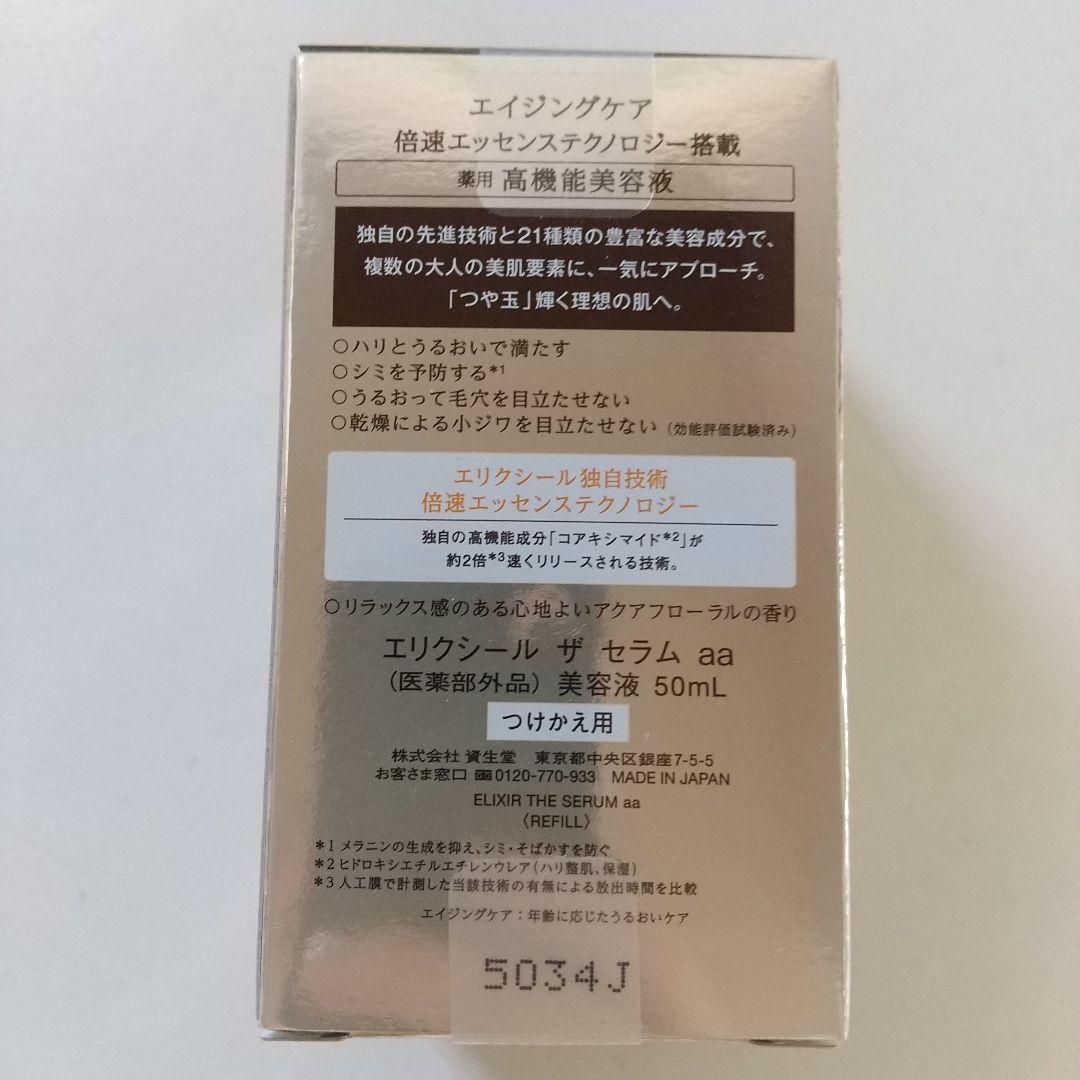 エイジングケア
倍速エッセンステクノロジー搭載
薬用 高機能美容液
独自の先進技術と21種類の豊富な美容成分で、
複数の大人の美肌要素に、一気にアプローチ。
「つや玉」輝く理想の肌へ。
○ハリとうるおいで満たす
○シミを予防する*1
○うるおって毛穴を目立たせない
○乾燥による小ジワを目立たせない（効能評価試験済み）
エリクシール独自技術
倍速エッセンステクノロジー
独自の高機能成分「コアキシマイド*2」が
約2倍*3速くリリースされる技術。
○リラックス感のある心地よいアクアフローラルの香り
エリクシール ザ セラム aa
（医薬部外品）美容液 50mL
つけかえ用
株式会社 資生堂 東京都中央区銀座7-5-5
お客さま窓口 0120-770-933 MADE IN JAPAN
ELIXIR THE SERUM aa
〈REFILL〉
*1 メラニンの生成を抑え、シミ・そばかすを防ぐ
*2 ヒドロキシエチルエチレンウレア（ハリ整肌、保湿）
*3 人工膜で計測した当該技術の有無による放出時間を比較
エイジングケア：年齢に応じたうるおいケア
5034J